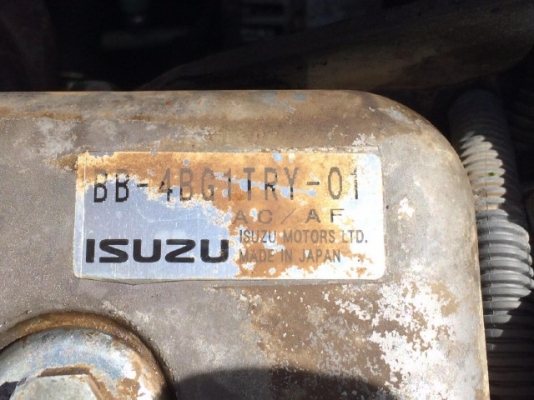 BB-4BG1TRY-01
AC/AF
ISUZU
ISUZU MOTORS LTD.
MADE IN JAPAN